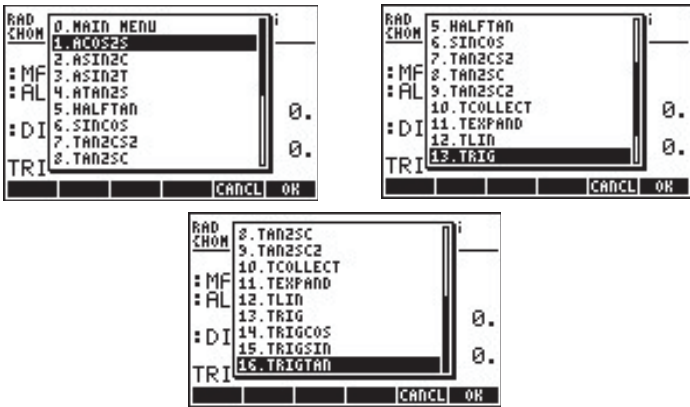 RAD
CHOM
0.MAIN MENU
1.ACOS2S
2.ASIN2C
3.ASIN2T
4.ATAN2S
5.HALFTAN
6.SINCOS
7.TAN2CS2
8.TAN2SC
:MF
:AL
:DI
TRI
i
0.
0.
CANCL OK
RAD
CHOM
5.HALFTAN
6.SINCOS
7.TAN2CS2
8.TAN2SC
9.TAN2SC2
10.TCOLLECT
11.TEXPAND
12.TLIN
13.TRIG
:MF
:AL
:DI
TRI
i
0.
0.
CANCL OK
RAD
CHOM
8.TAN2SC
9.TAN2SC2
10.TCOLLECT
11.TEXPAND
12.TLIN
13.TRIG
14.TRIGCOS
15.TRIGSIN
16.TRIGTAN
:MF
:AL
:DI
TRI
i
0.
0.
CANCL OK